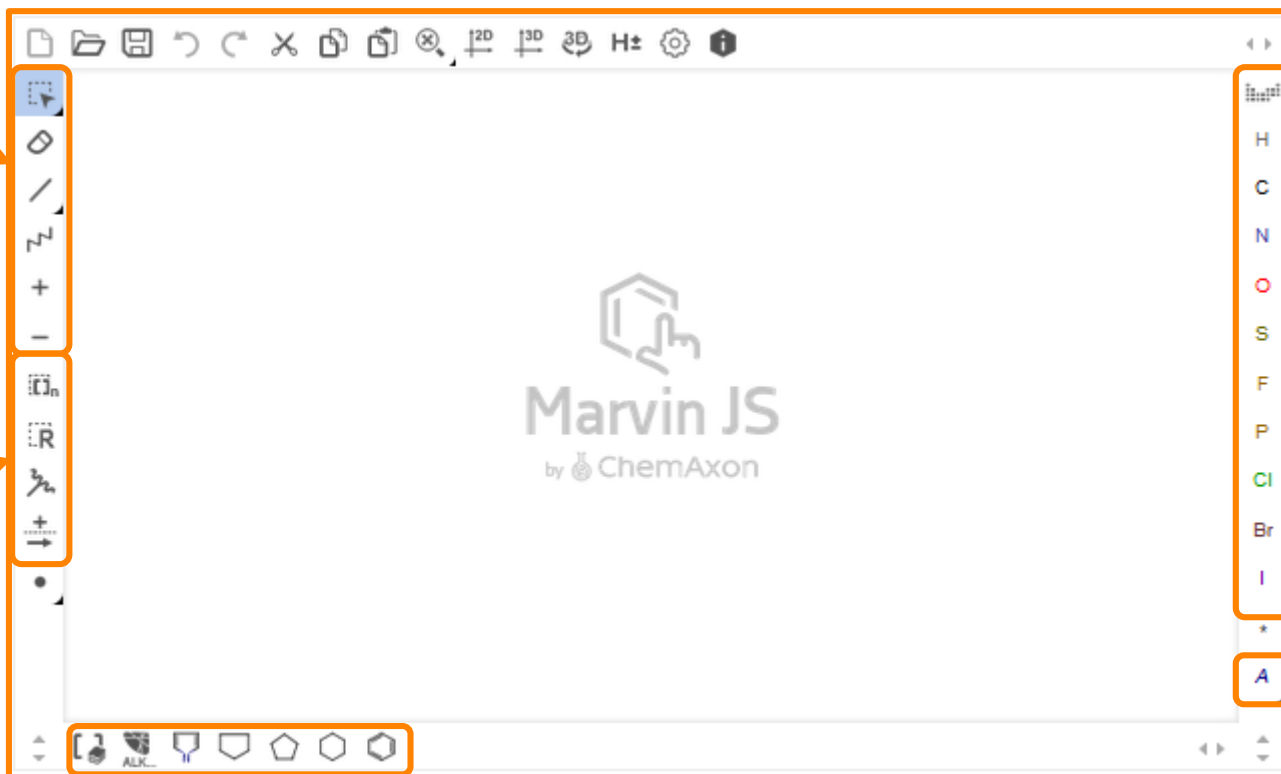 2D 3D 3D H±
H
C
N
O
S
F
P
Cl
Br
I
*
A
[]n
R
Marvin JS
by ChemAxon
ALK...